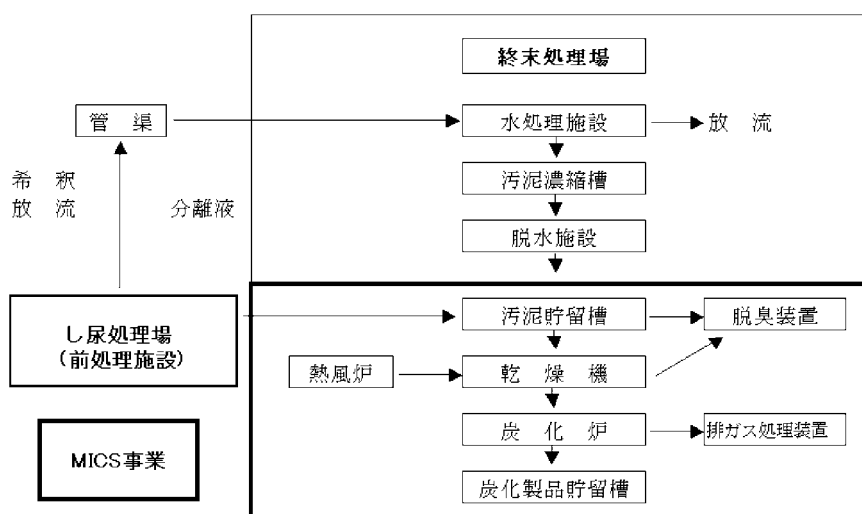 終末処理場
管　渠
水処理施設
放　流
希　釈
放　流
分離液
汚泥濃縮槽
脱水施設
し尿処理場
(前処理施設)
汚泥貯留槽
脱臭装置
熱風炉
乾　燥　機
炭　化　炉
排ガス処理装置
MICS事業
炭化製品貯留槽